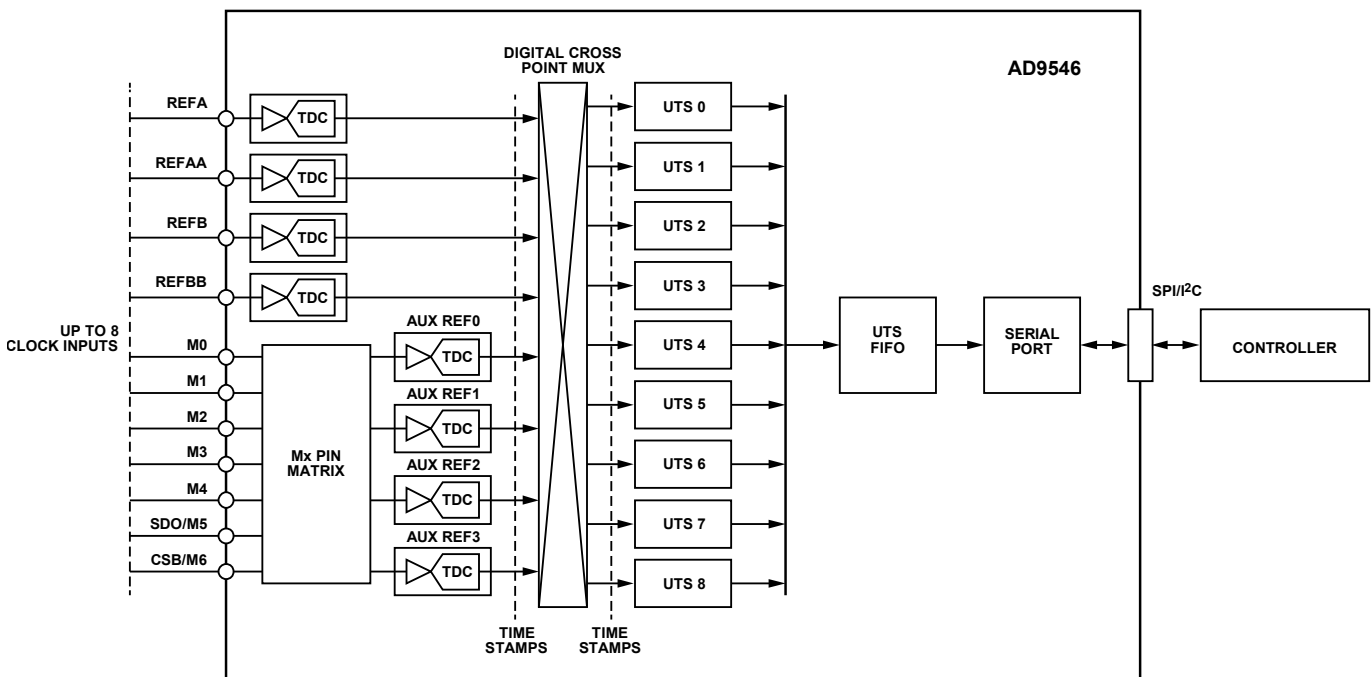 AD9546
DIGITAL CROSS
POINT MUX
REFA
REFAA
REFB
REFBB
UP TO 8
CLOCK INPUTS
M0
M1
M2
M3
M4
SDO/M5
CSB/M6
TDC
TDC
TDC
TDC
Mx PIN
MATRIX
AUX REF0
TDC
AUX REF1
TDC
AUX REF2
TDC
AUX REF3
TDC
TIME
STAMPS
TIME
STAMPS
UTS 0
UTS 1
UTS 2
UTS 3
UTS 4
UTS 5
UTS 6
UTS 7
UTS 8
UTS
FIFO
SERIAL
PORT
SPI/I²C
CONTROLLER